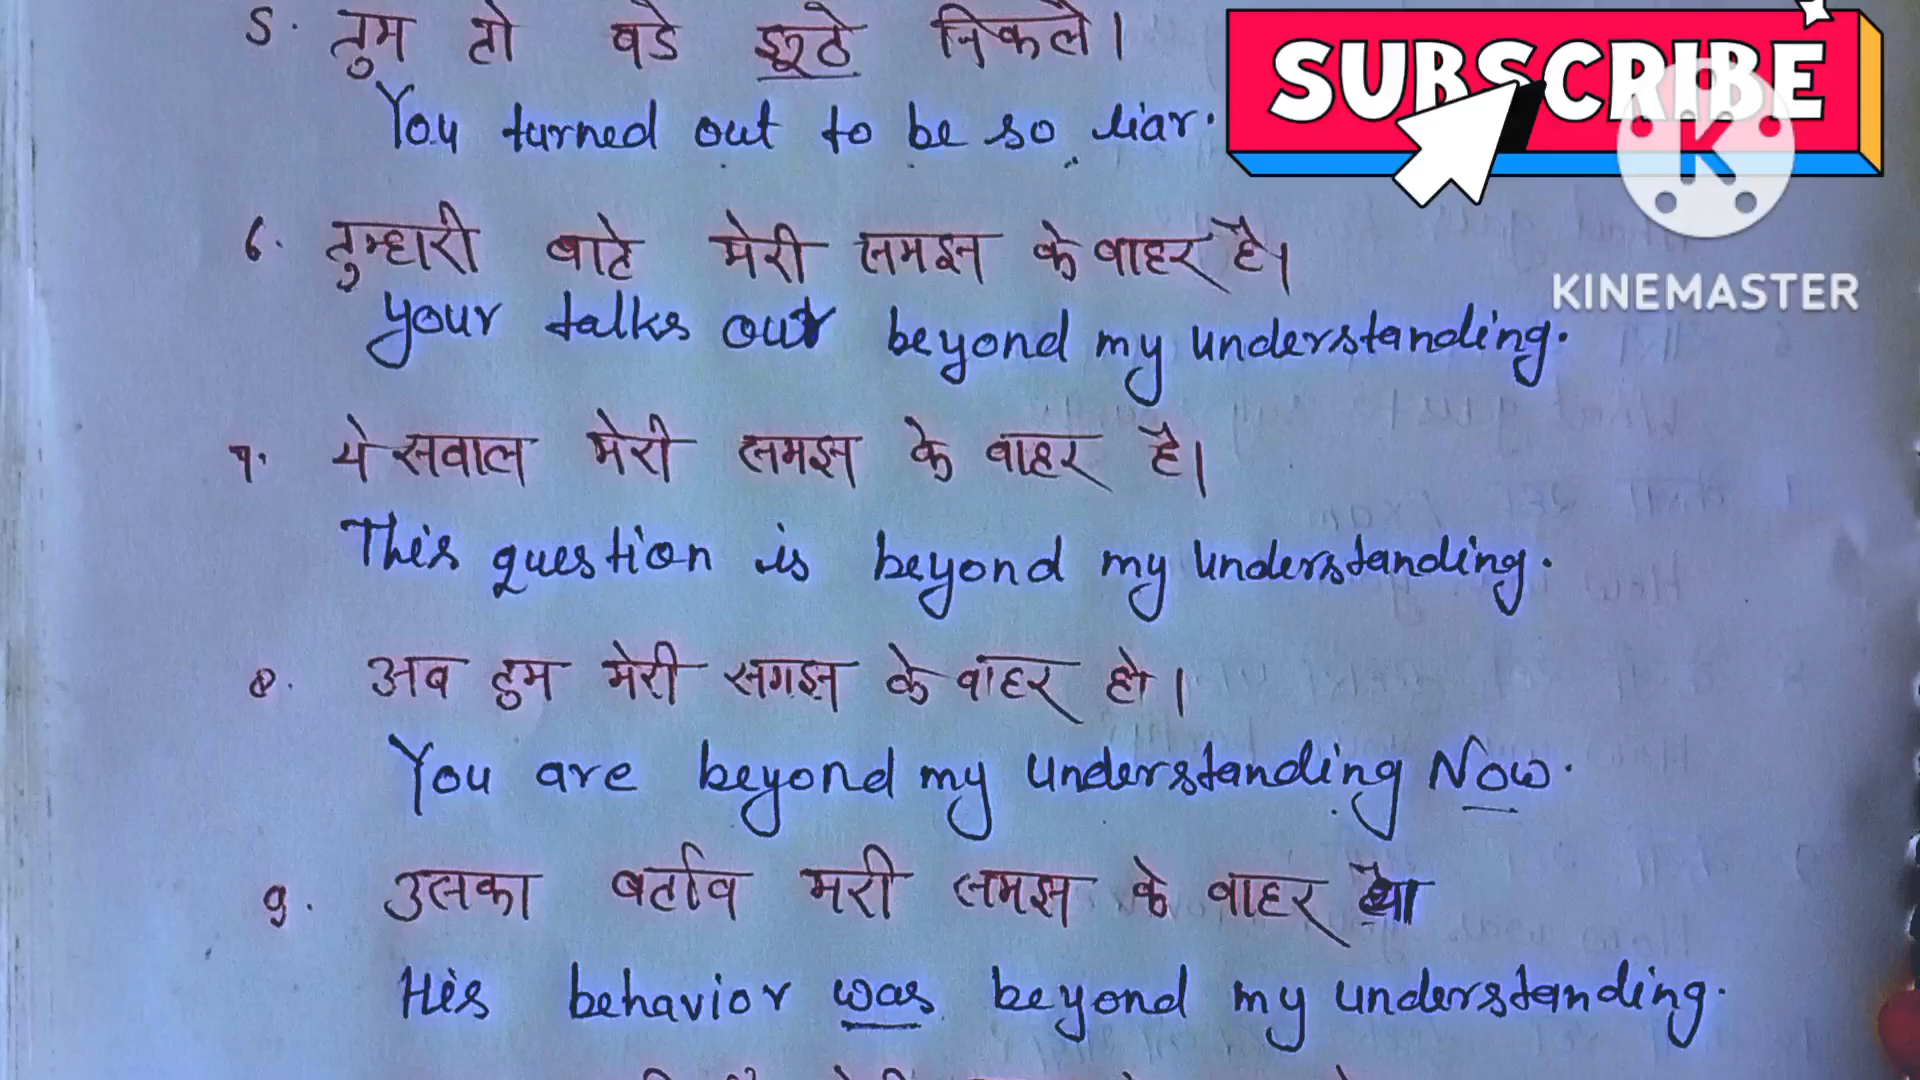 5. तुम तो बडे झूठे निकले।
You turned out to be so liar.
SUBSCRIBE
KINEMASTER
6. तुम्हारी बाते मेरी समझ के बाहर है।
your talks our beyond my understanding.
7. ये सवाल मेरी समझ के बाहर है।
This question is beyond my understanding.
8. अब तुम मेरी समझ के बाहर हो।
You are beyond my understanding Now.
9. उसका बर्ताव मरी समझ के बाहर था
His behavior was beyond my understanding.